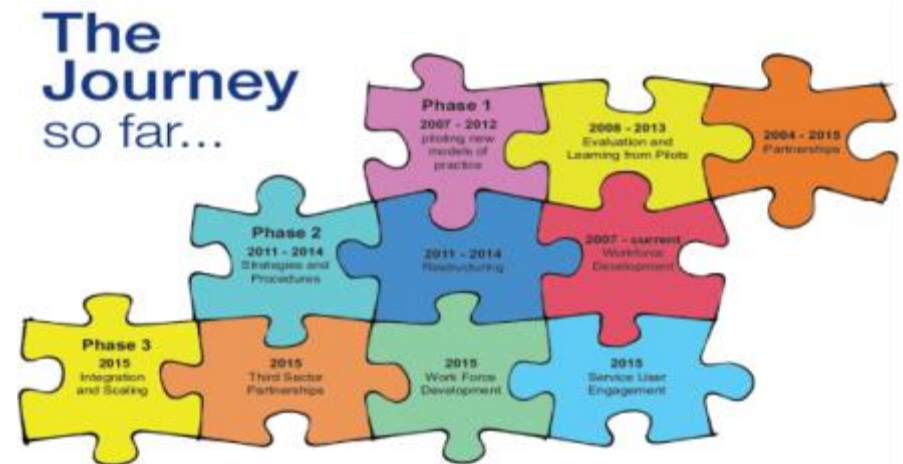 The
Journey
so far...
Phase 1
2007 - 2012
piloting new
models of
practice
2008 - 2013
Evaluation and
Learning from Pilots
2004 - 2015
Partnerships
Phase 2
2011 - 2014
Strategies and
Procedures
2011 - 2014
Restructuring
2007 - current
Workforce
Development
Phase 3
2015
Integration
and Scaling
2015
Third Sector
Partnerships
2015
Work Force
Development
2015
Service User
Engagement